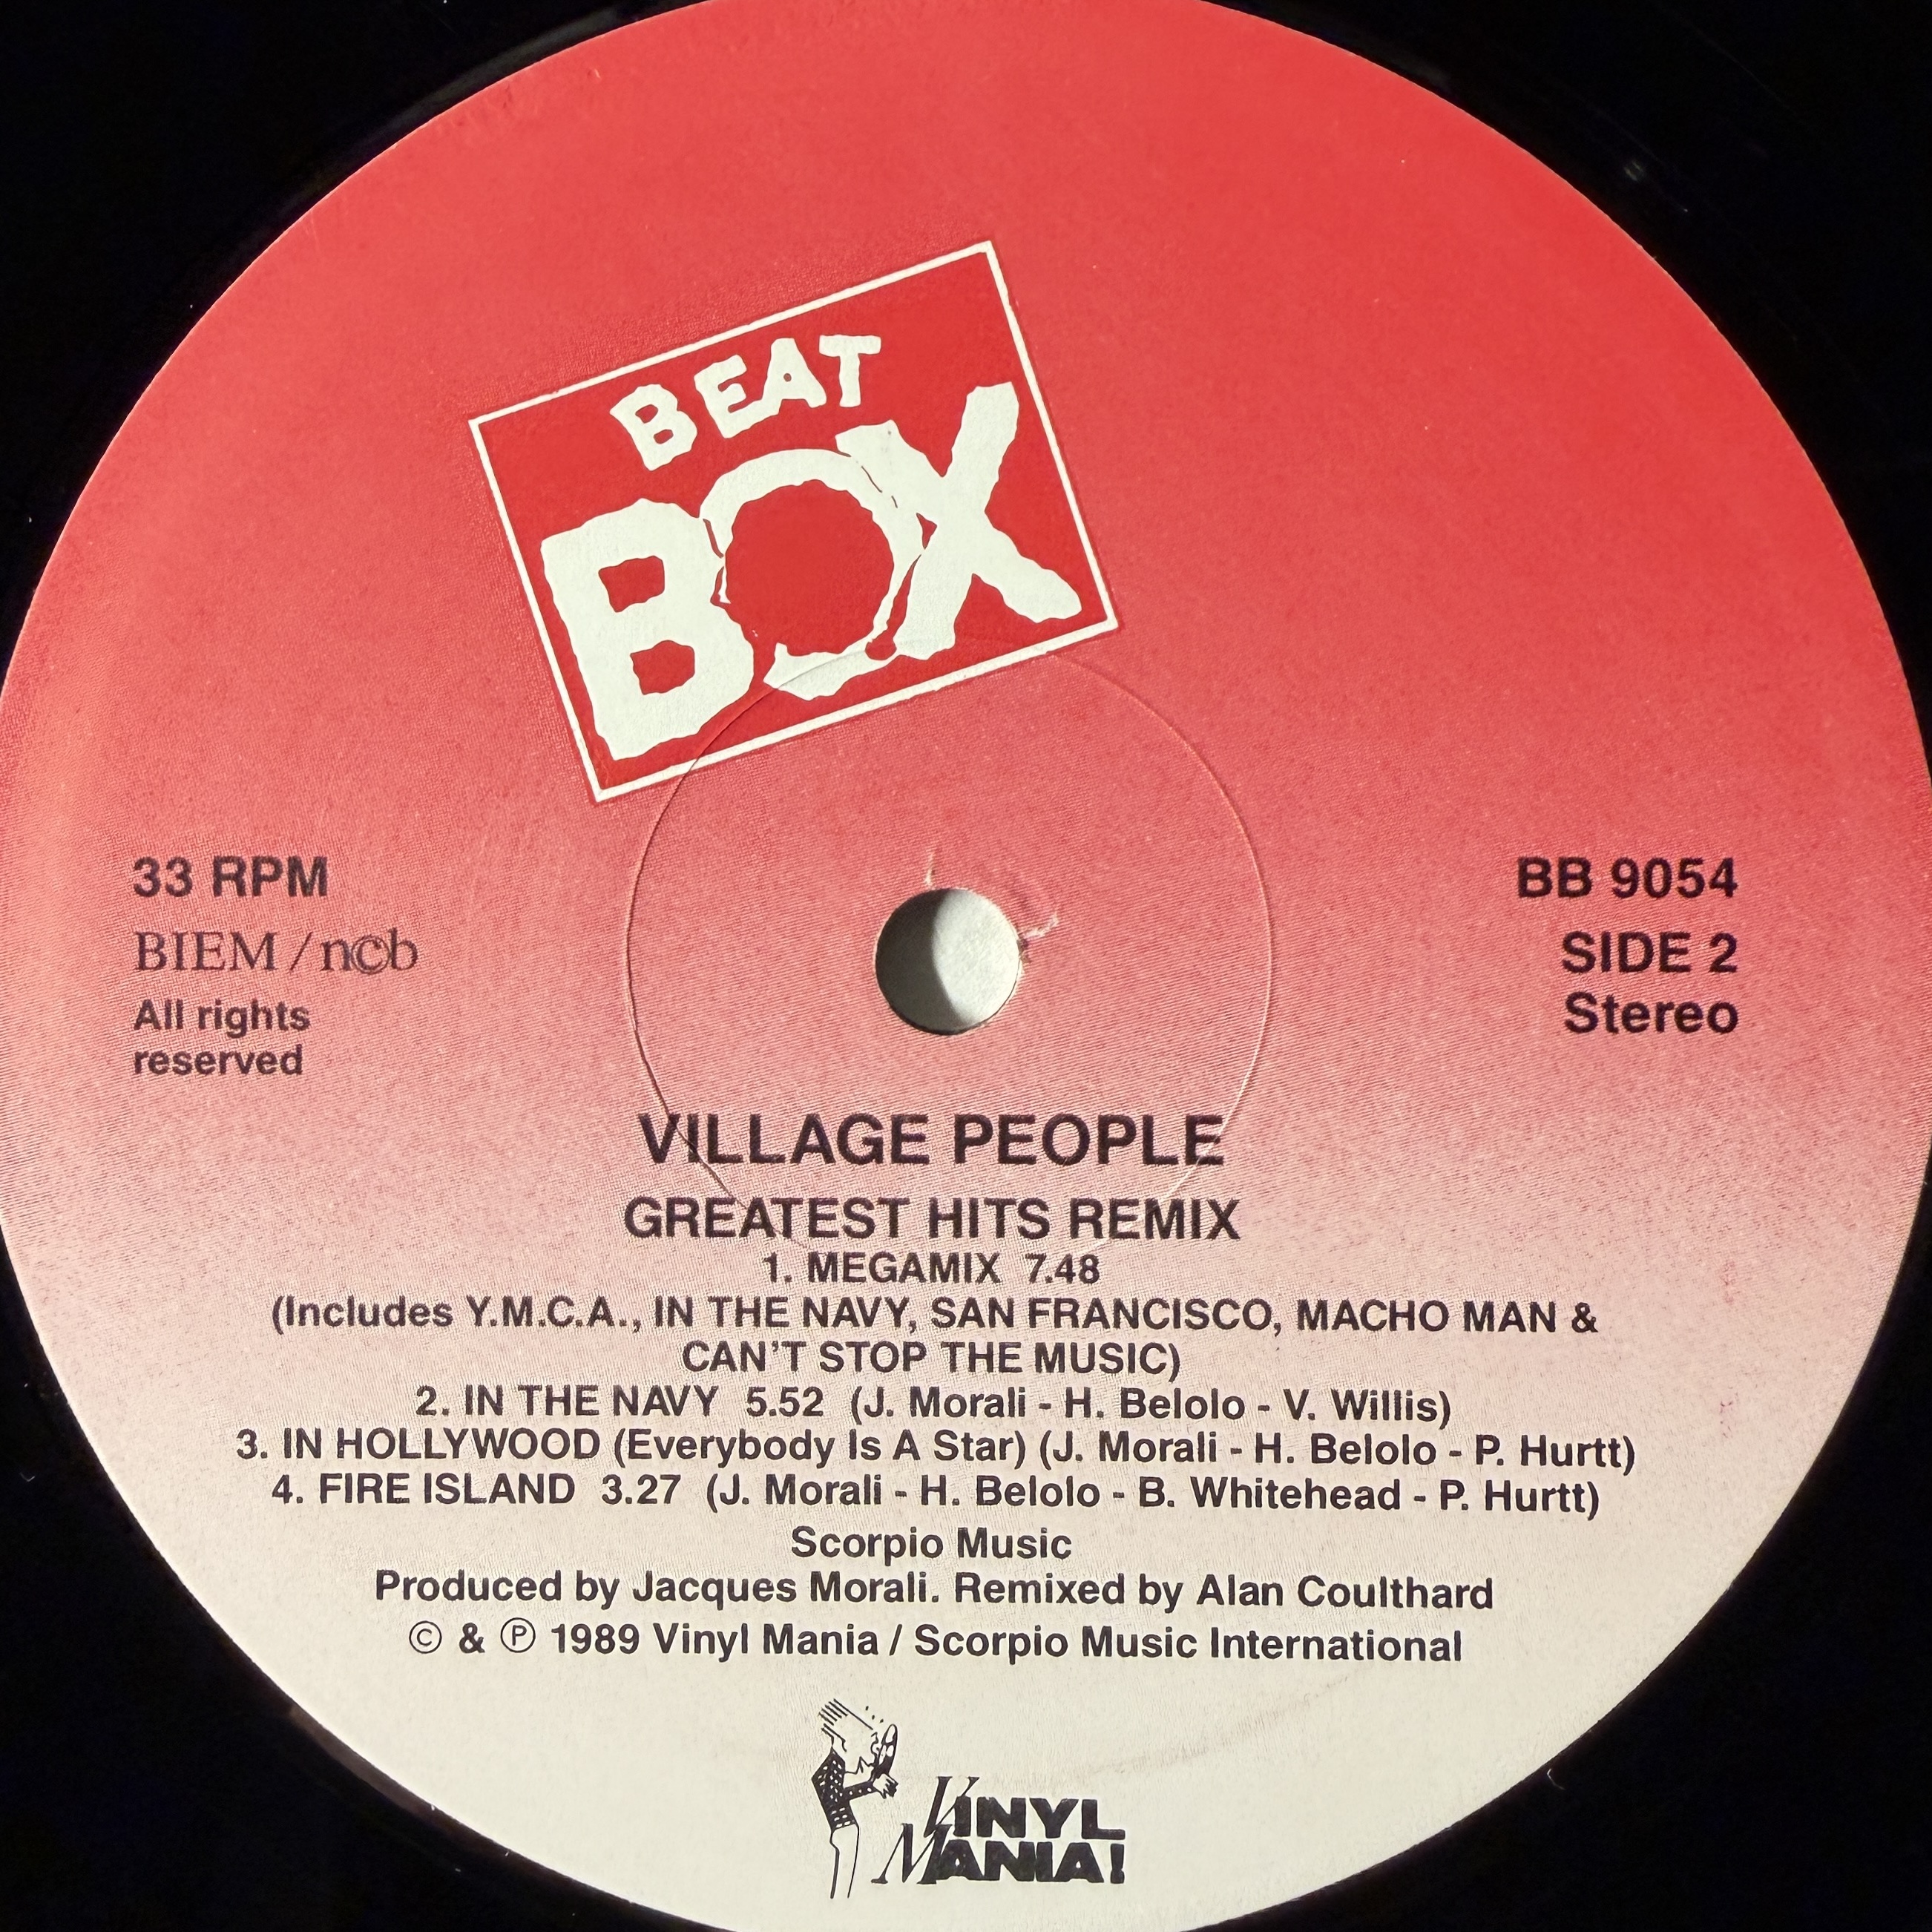 BEAT
BOX
33 RPM
BIEM / ncb
All rights
reserved
BB 9054
SIDE 2
Stereo
VILLAGE PEOPLE
GREATEST HITS REMIX
1. MEGAMIX 7.48
(Includes Y.M.C.A., IN THE NAVY, SAN FRANCISCO, MACHO MAN &
CAN'T STOP THE MUSIC)
2. IN THE NAVY 5.52 (J. Morali - H. Belolo - V. Willis)
3. IN HOLLYWOOD (Everybody Is A Star) (J. Morali - H. Belolo - P. Hurtt)
4. FIRE ISLAND 3.27 (J. Morali - H. Belolo - B. Whitehead - P. Hurtt)
Scorpio Music
Produced by Jacques Morali. Remixed by Alan Coulthard
© & ℗ 1989 Vinyl Mania / Scorpio Music International
VINYL
MANIA!